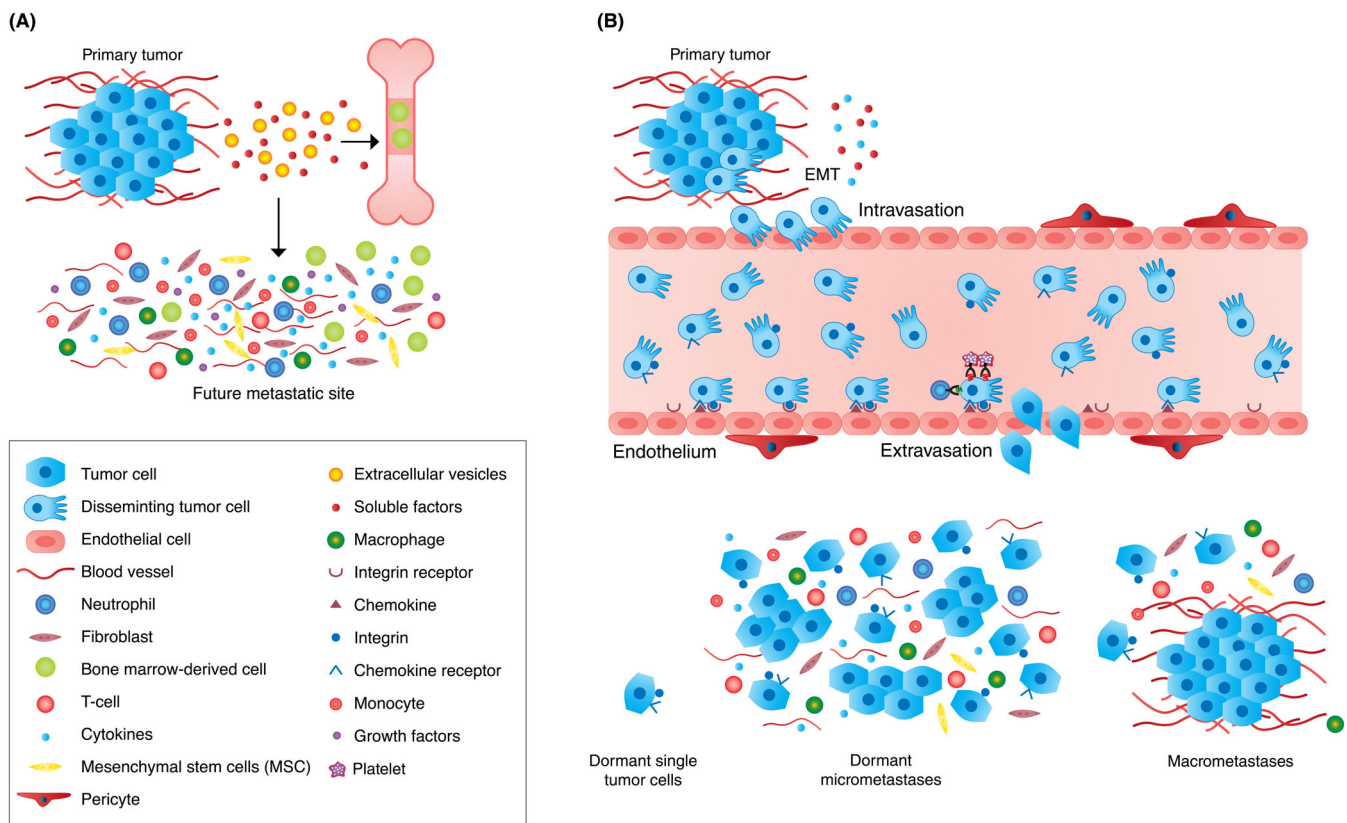 (A)
Primary tumor
Future metastatic site
Tumor cell
Disseminting tumor cell
Endothelial cell
Blood vessel
Neutrophil
Fibroblast
Bone marrow-derived cell
T-cell
Cytokines
Mesenchymal stem cells (MSC)
Pericyte
Extracellular vesicles
Soluble factors
Macrophage
Integrin receptor
Chemokine
Integrin
Chemokine receptor
Monocyte
Growth factors
Platelet
(B)
Primary tumor
EMT
Intravasation
Endothelium
Extravasation
Dormant single
tumor cells
Dormant
micrometastases
Macrometastases